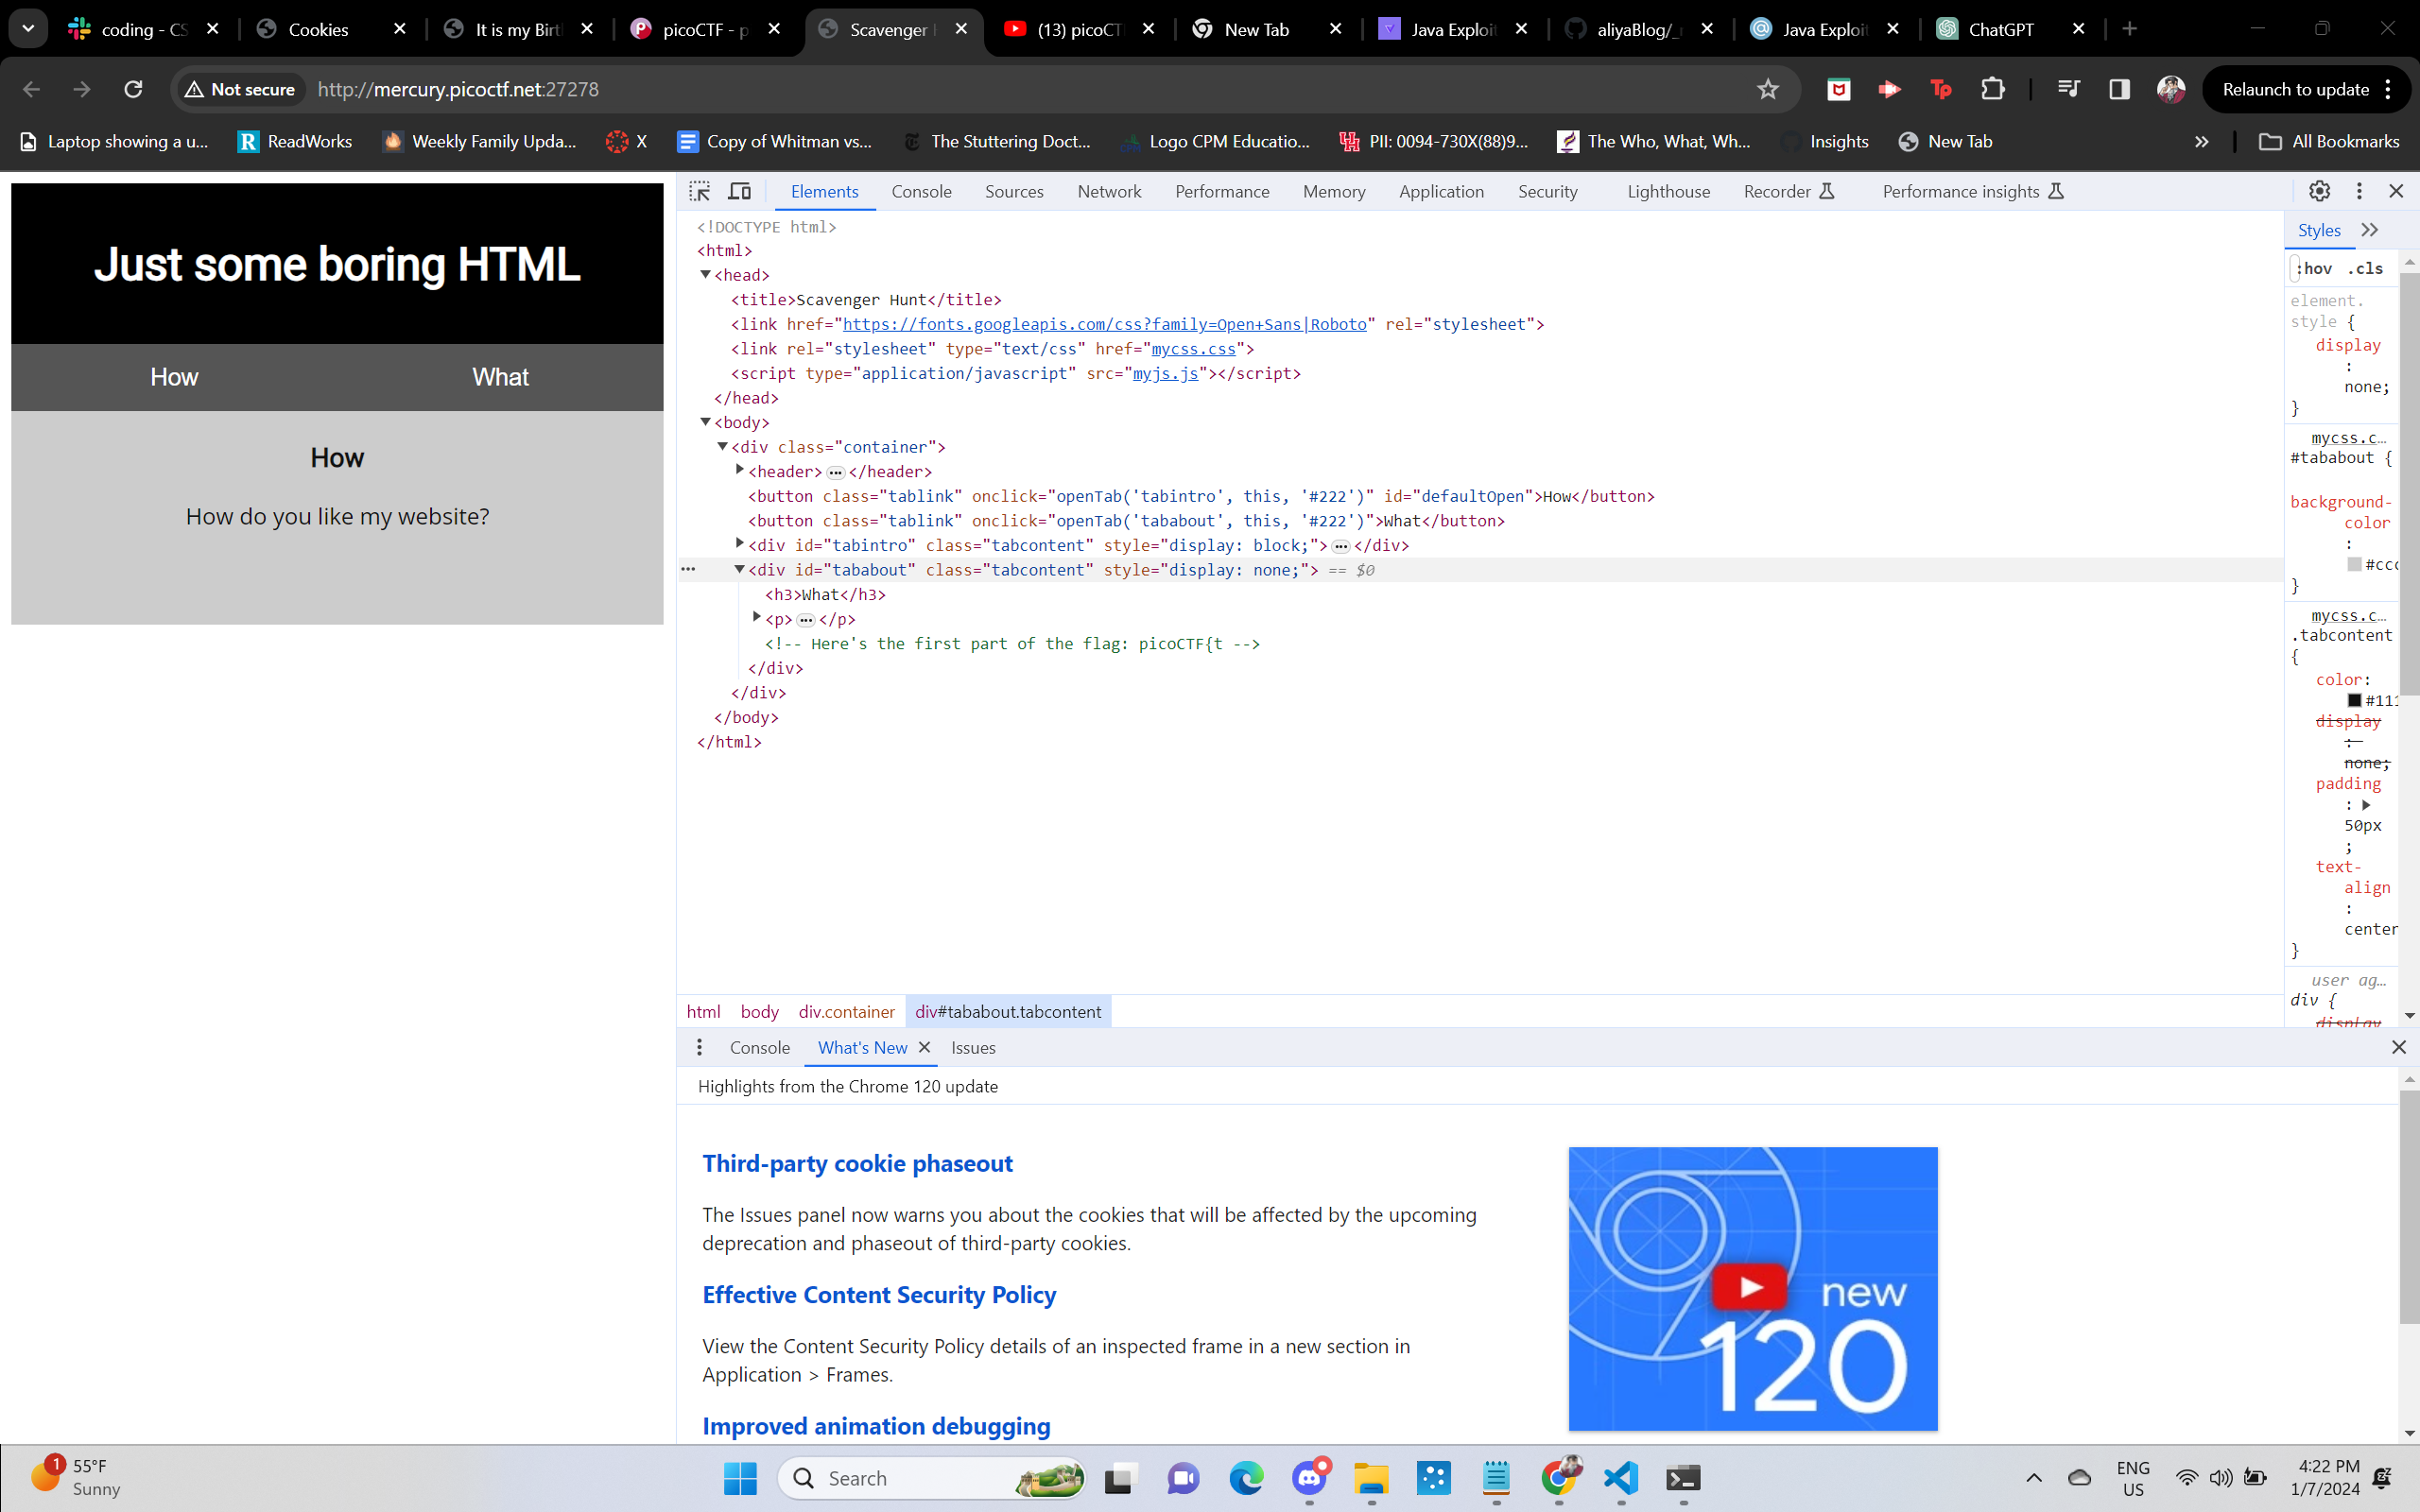 coding - CS
Cookies
It is my Birt
picoCTF - p
Scavenger H
(13) picoCT
New Tab
Java Exploit
aliyaBlog/_
Java Exploit
ChatGPT
Not secure
http://mercury.picoctf.net:27278
Tp
Relaunch to update
Laptop showing a u...
ReadWorks
Weekly Family Upda...
X
Copy of Whitman vs...
The Stuttering Doct...
Logo CPM Educatio...
PII: 0094-730X(88)9...
The Who, What, Wh...
Insights
New Tab
All Bookmarks
Just some boring HTML
How What
How
How do you like my website?
Elements Console Sources Network Performance Memory Application Security Lighthouse Recorder Performance insights
<!DOCTYPE html>
<html>
<head>
<title>Scavenger Hunt</title>
<link href="https://fonts.googleapis.com/css?family=Open+Sans|Roboto" rel="stylesheet">
<link rel="stylesheet" type="text/css" href="mycss.css">
<script type="application/javascript" src="myjs.js"></script>
</head>
<body>
<div class="container">
<header>…</header>
<button class="tablink" onclick="openTab('tabintro', this, '#222')" id="defaultOpen">How</button>
<button class="tablink" onclick="openTab('tababout', this, '#222')">What</button>
<div id="tabintro" class="tabcontent" style="display: block;">…</div>
<div id="tababout" class="tabcontent" style="display: none;"> == $0
<h3>What</h3>
<p>…</p>
<!-- Here's the first part of the flag: picoCTF{t -->
</div>
</div>
</body>
</html>
Styles
:hov .cls
element.
style {
display
:
none;
}
mycss.c…
#tababout {
background-
color
:
#ccc
}
mycss.c…
.tabcontent
{
color:
#111
display
:
none;
padding
:
50px
;
text-
align
:
center
}
user ag…
div {
display
html body div.container div#tababout.tabcontent
Console What's New Issues
Highlights from the Chrome 120 update
Third-party cookie phaseout
The Issues panel now warns you about the cookies that will be affected by the upcoming
deprecation and phaseout of third-party cookies.
Effective Content Security Policy
View the Content Security Policy details of an inspected frame in a new section in
Application > Frames.
Improved animation debugging
new
120
1
55°F
Sunny
Search
ENG
US
4:22 PM
1/7/2024